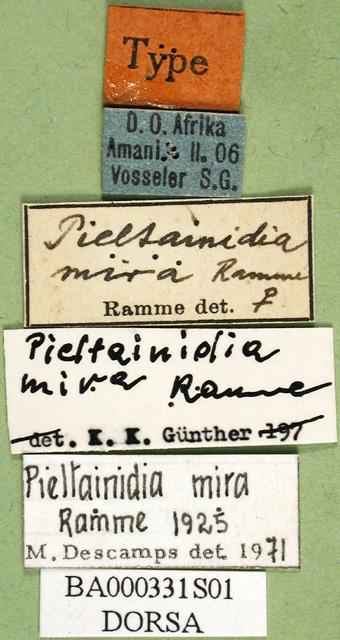 Type
D. O. Afrika
Amani. II. 06
Vosseler S.G.
Pieltainidia
mira Ramme
Ramme det. ♀
Pieltainidia
mira Ramme
det. K. K. Günther 197
Pieltainidia mira
Ramme 1925
M. Descamps det. 1971
BA000331S01
DORSA